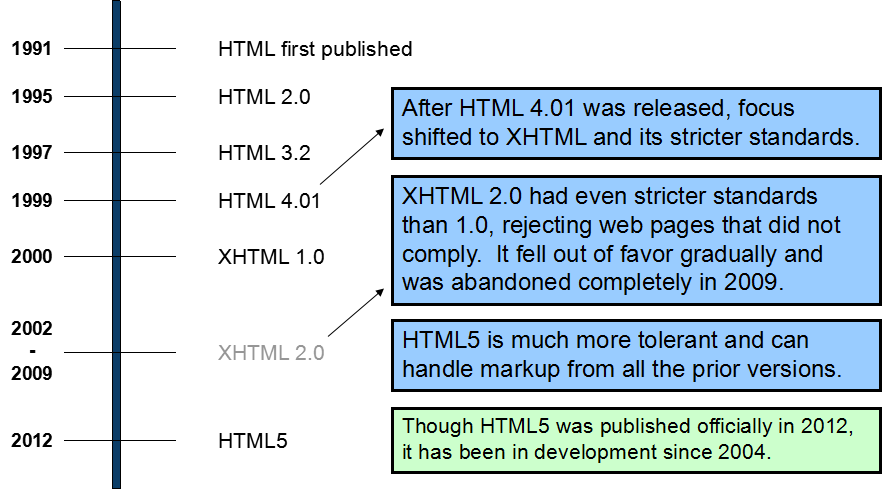 1991 HTML first published
1995 HTML 2.0
After HTML 4.01 was released, focus
shifted to XHTML and its stricter standards.
1997 HTML 3.2
1999 HTML 4.01
XHTML 2.0 had even stricter standards
than 1.0, rejecting web pages that did not
comply.  It fell out of favor gradually and
was abandoned completely in 2009.
2000 XHTML 1.0
2002
-
2009
XHTML 2.0
HTML5 is much more tolerant and can
handle markup from all the prior versions.
2012 HTML5
Though HTML5 was published officially in 2012,
it has been in development since 2004.